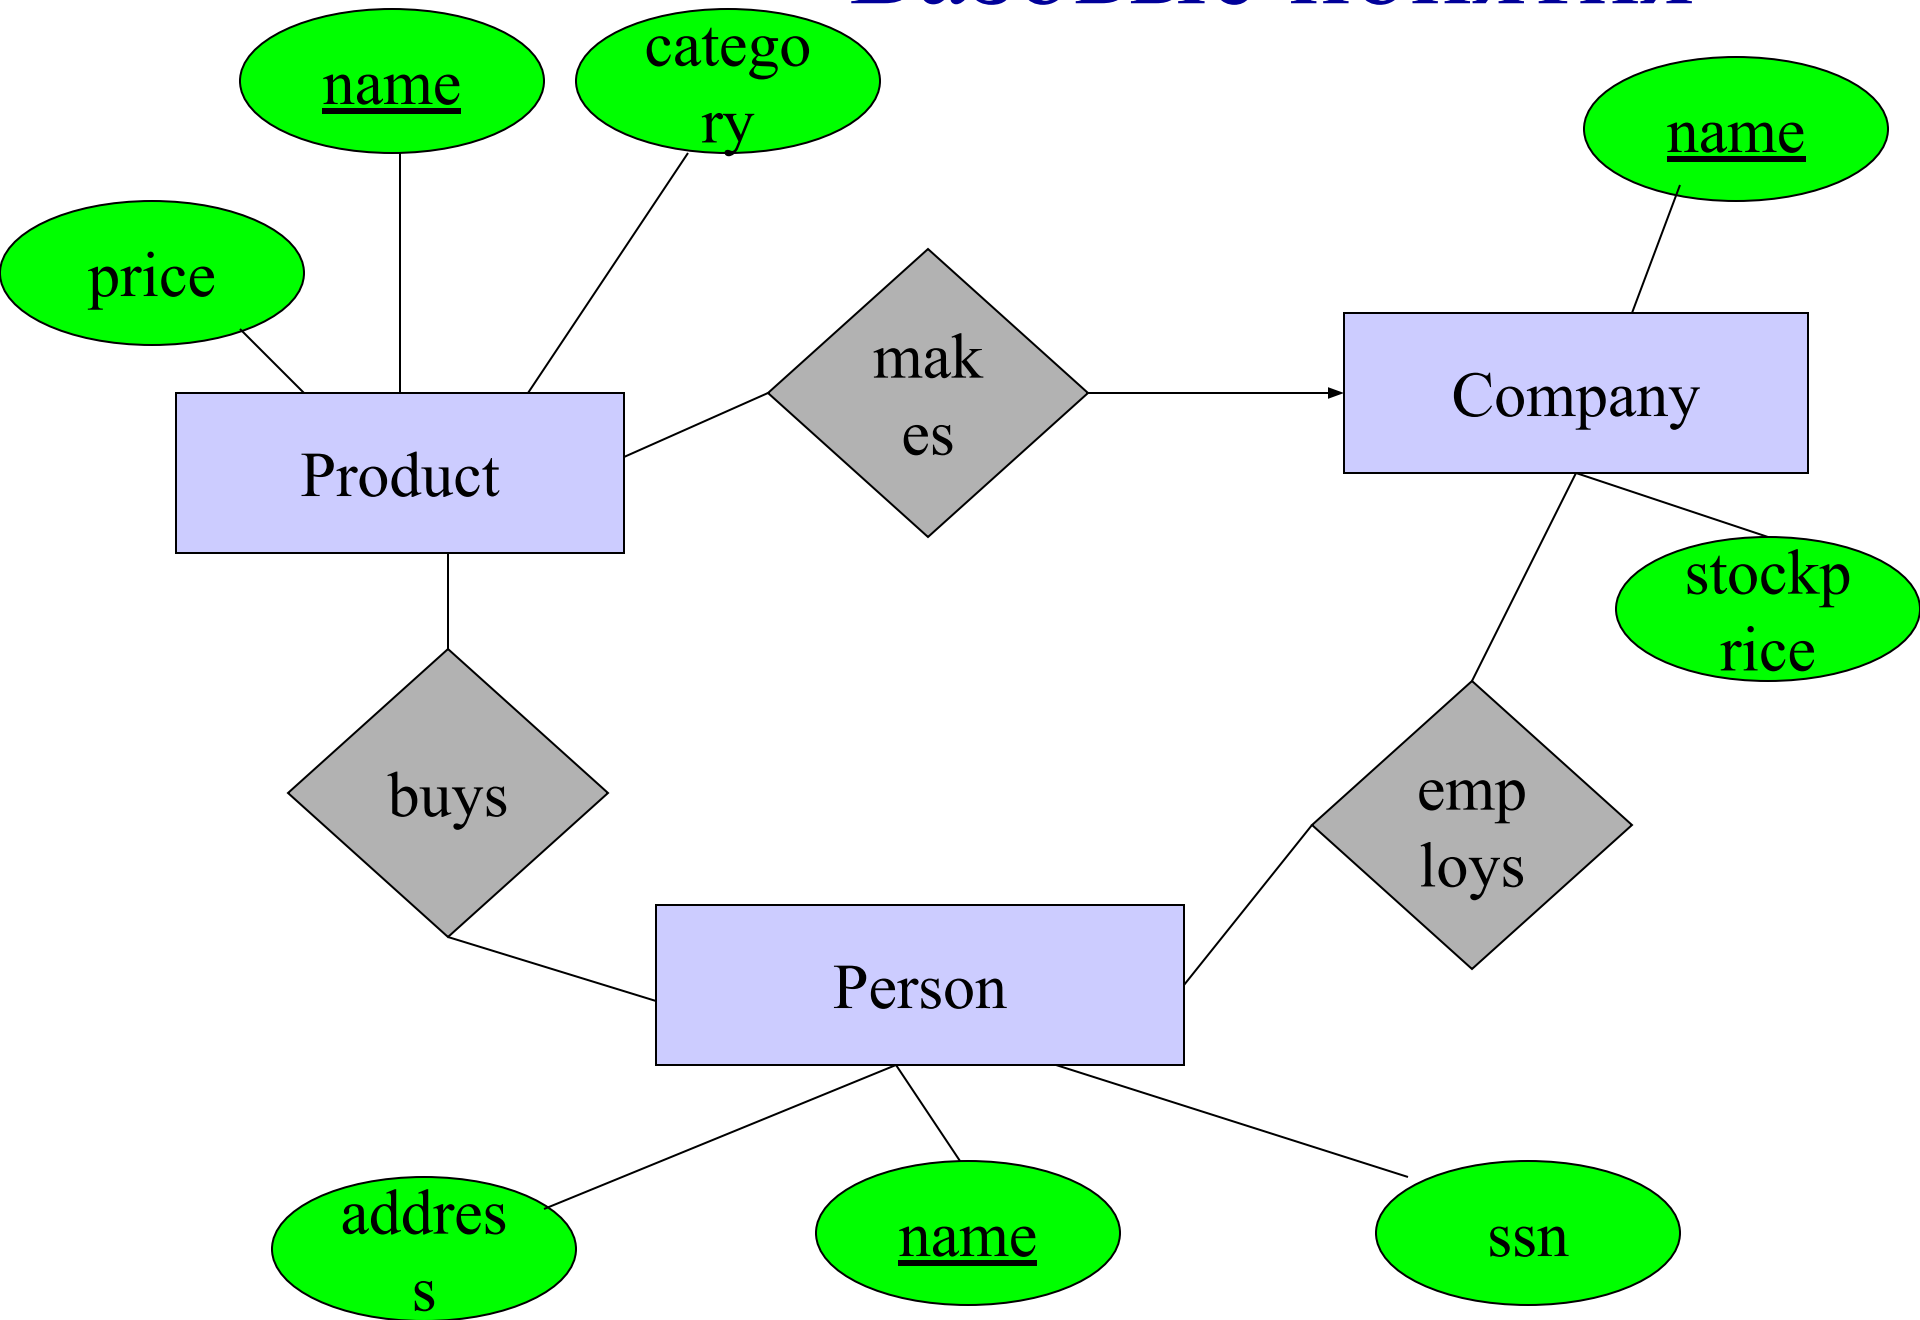 name
catego
ry
name
price
mak
es
Company
Product
stockp
rice
buys
emp
loys
Person
addres
s
name
ssn